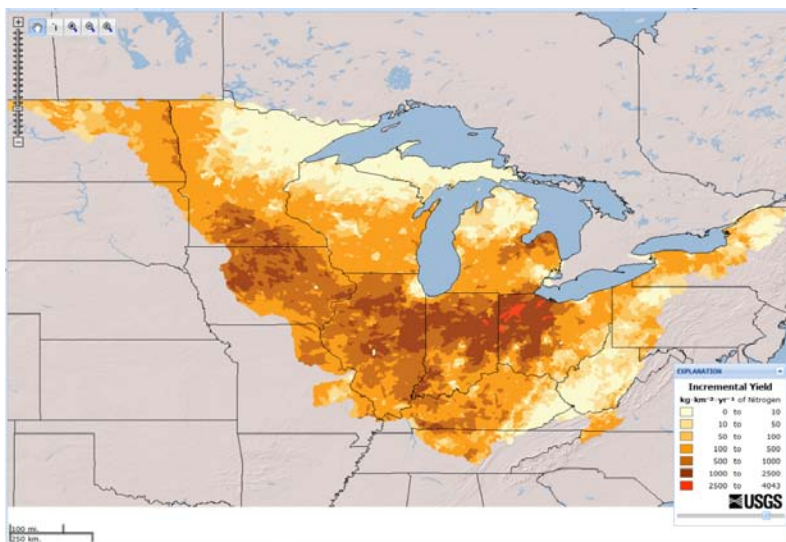 EXPLANATION
Incremental Yield
kg·km⁻²·yr⁻¹ of Nitrogen
0 to 10
10 to 50
50 to 100
100 to 500
500 to 1000
1000 to 2500
2500 to 4043
USGS
100 mi.
250 km.